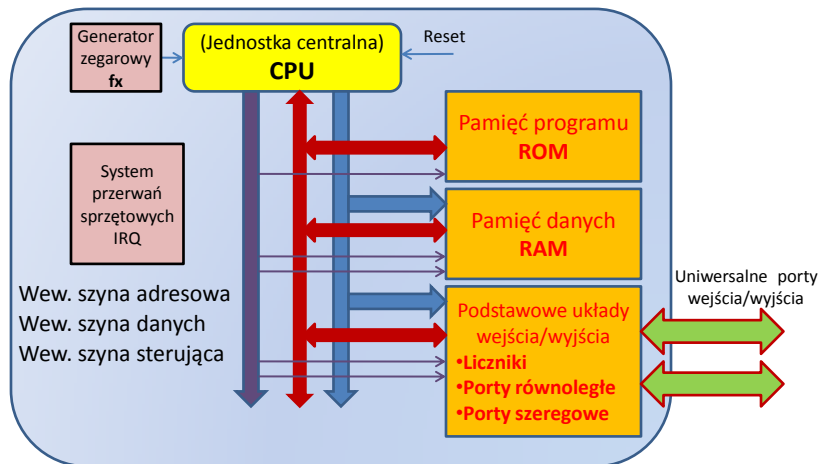 Generator
zegarowy
fx
(Jednostka centralna)
CPU
Reset
Pamięć programu
ROM
System
przerwań
sprzętowych
IRQ
Pamięć danych
RAM
Uniwersalne porty
wejścia/wyjścia
Wew. szyna adresowa
Wew. szyna danych
Wew. szyna sterująca
Podstawowe układy
wejścia/wyjścia
•Liczniki
•Porty równoległe
•Porty szeregowe